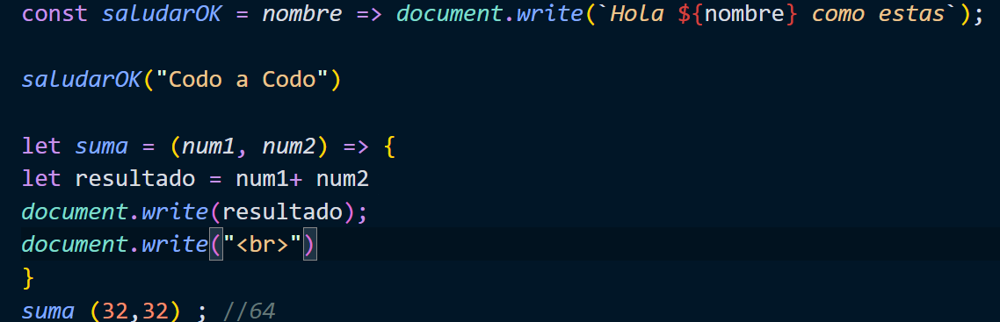 const saludarOK = nombre => document.write(`Hola ${nombre} como estas`);
saludarOK("Codo a Codo")
let suma = (num1, num2) => {
let resultado = num1+ num2
document.write(resultado);
document.write("<br>")
}
suma (32,32) ; //64